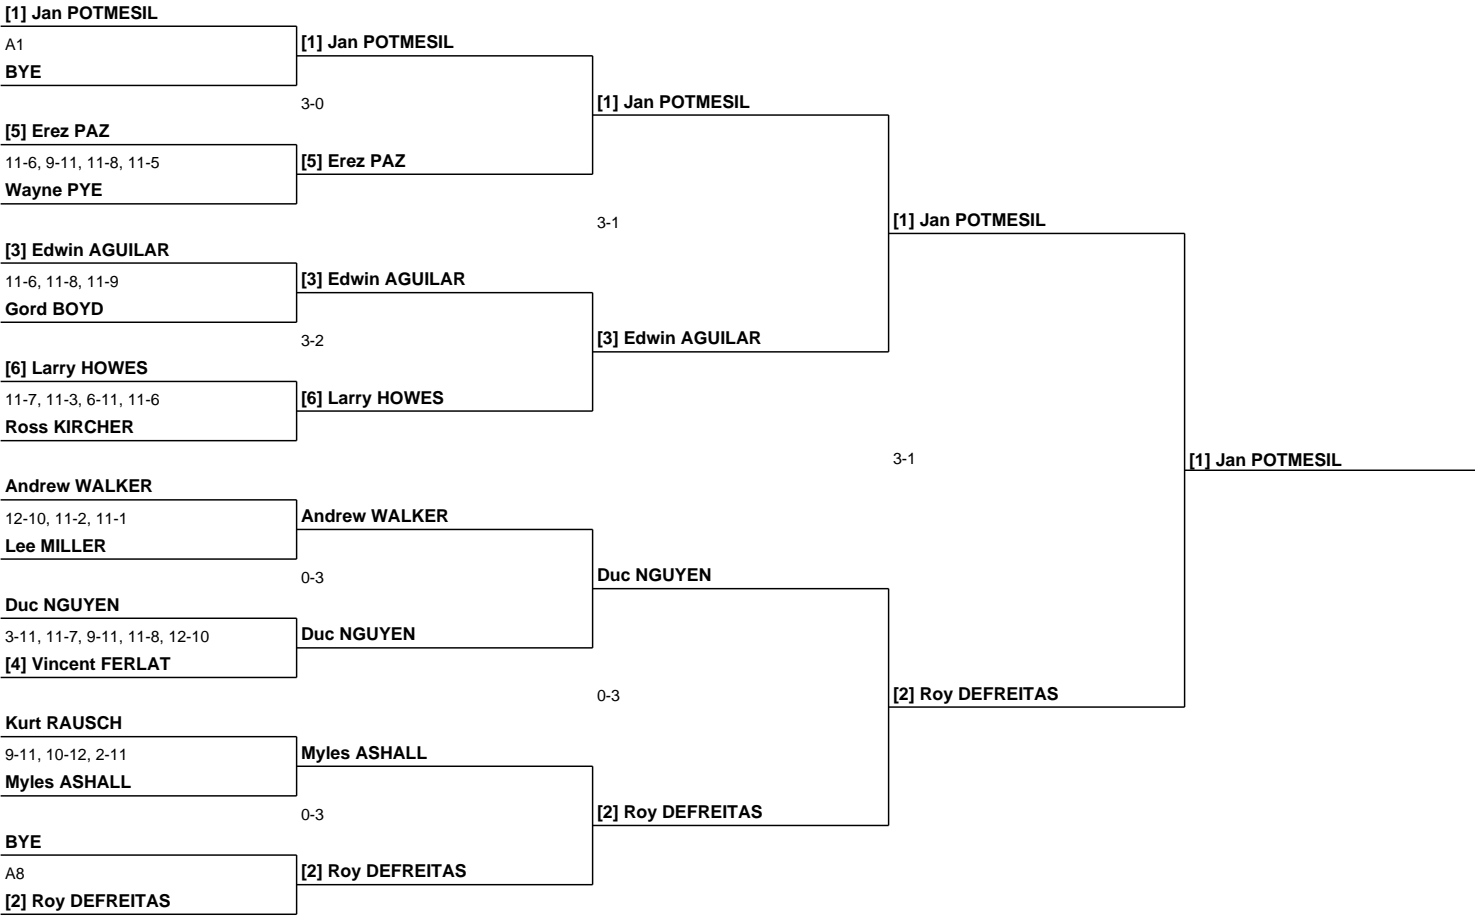 [1] Jan POTMESIL
A1
BYE
[1] Jan POTMESIL
3-0
[5] Erez PAZ
11-6, 9-11, 11-8, 11-5
Wayne PYE
[5] Erez PAZ
[1] Jan POTMESIL
3-1
[3] Edwin AGUILAR
11-6, 11-8, 11-9
Gord BOYD
[3] Edwin AGUILAR
3-2
[6] Larry HOWES
11-7, 11-3, 6-11, 11-6
Ross KIRCHER
[6] Larry HOWES
[3] Edwin AGUILAR
[1] Jan POTMESIL
3-1
Andrew WALKER
12-10, 11-2, 11-1
Lee MILLER
Andrew WALKER
0-3
Duc NGUYEN
3-11, 11-7, 9-11, 11-8, 12-10
[4] Vincent FERLAT
Duc NGUYEN
Duc NGUYEN
0-3
Kurt RAUSCH
9-11, 10-12, 2-11
Myles ASHALL
Myles ASHALL
0-3
BYE
A8
[2] Roy DEFREITAS
[2] Roy DEFREITAS
[2] Roy DEFREITAS
[2] Roy DEFREITAS
[1] Jan POTMESIL